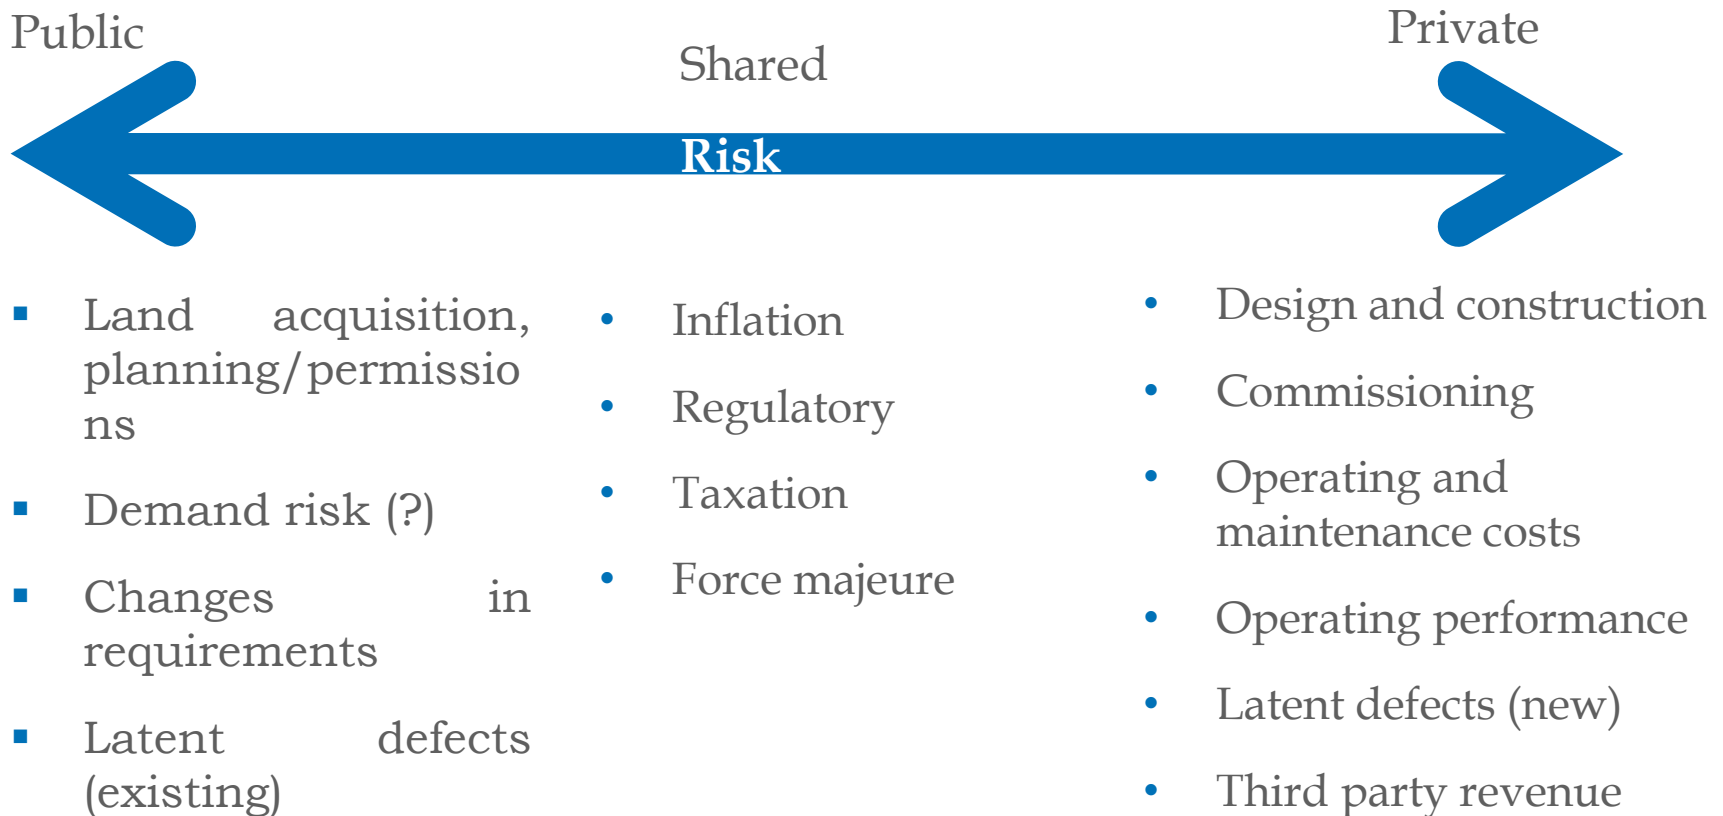 Public
Shared
Private
Risk
Land acquisition,
planning/permissio
ns
Demand risk (?)
Changes in
requirements
Latent defects
(existing)
Inflation
Regulatory
Taxation
Force majeure
Design and construction
Commissioning
Operating and
maintenance costs
Operating performance
Latent defects (new)
Third party revenue